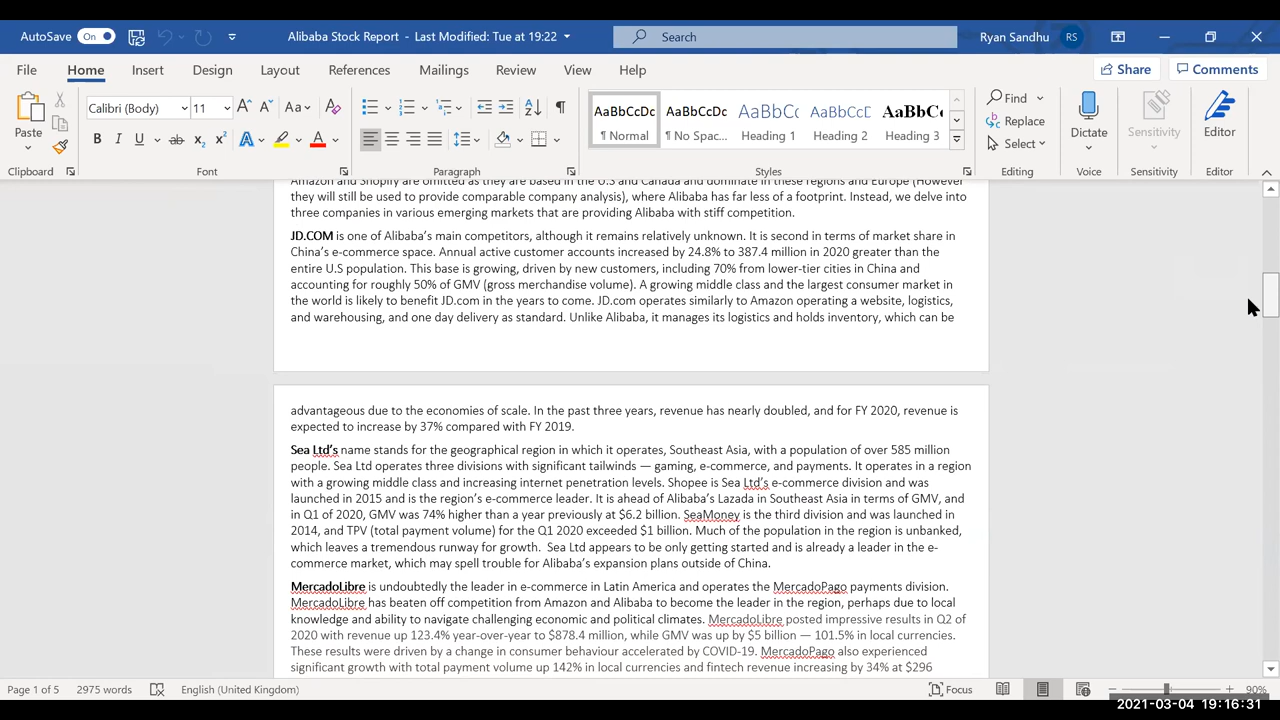 AutoSave On Alibaba Stock Report - Last Modified: Tue at 19:22 Search Ryan Sandhu RS
File Home Insert Design Layout References Mailings Review View Help Share Comments
Calibri (Body) 11 Aa AaBbCcDc AaBbCcDc AaBbCc AaBbCcD AaBbCc Find
Paste B I U ab x₂ x² A A ¶ Normal ¶ No Spac... Heading 1 Heading 2 Heading 3 Replace Select Dictate Sensitivity Editor
Clipboard Font Paragraph Styles Editing Voice Sensitivity Editor
Amazon and Shopify are omitted as they are based in the U.S and Canada and dominate in these regions and Europe (However
they will still be used to provide comparable company analysis), where Alibaba has far less of a footprint. Instead, we delve into
three companies in various emerging markets that are providing Alibaba with stiff competition.
JD.COM is one of Alibaba's main competitors, although it remains relatively unknown. It is second in terms of market share in
China's e-commerce space. Annual active customer accounts increased by 24.8% to 387.4 million in 2020 greater than the
entire U.S population. This base is growing, driven by new customers, including 70% from lower-tier cities in China and
accounting for roughly 50% of GMV (gross merchandise volume). A growing middle class and the largest consumer market in
the world is likely to benefit JD.com in the years to come. JD.com operates similarly to Amazon operating a website, logistics,
and warehousing, and one day delivery as standard. Unlike Alibaba, it manages its logistics and holds inventory, which can be
advantageous due to the economies of scale. In the past three years, revenue has nearly doubled, and for FY 2020, revenue is
expected to increase by 37% compared with FY 2019.
Sea Ltd's name stands for the geographical region in which it operates, Southeast Asia, with a population of over 585 million
people. Sea Ltd operates three divisions with significant tailwinds — gaming, e-commerce, and payments. It operates in a region
with a growing middle class and increasing internet penetration levels. Shopee is Sea Ltd's e-commerce division and was
launched in 2015 and is the region's e-commerce leader. It is ahead of Alibaba's Lazada in Southeast Asia in terms of GMV, and
in Q1 of 2020, GMV was 74% higher than a year previously at $6.2 billion. SeaMoney is the third division and was launched in
2014, and TPV (total payment volume) for the Q1 2020 exceeded $1 billion. Much of the population in the region is unbanked,
which leaves a tremendous runway for growth. Sea Ltd appears to be only getting started and is already a leader in the e-
commerce market, which may spell trouble for Alibaba's expansion plans outside of China.
MercadoLibre is undoubtedly the leader in e-commerce in Latin America and operates the MercadoPago payments division.
MercadoLibre has beaten off competition from Amazon and Alibaba to become the leader in the region, perhaps due to local
knowledge and ability to navigate challenging economic and political climates. MercadoLibre posted impressive results in Q2 of
2020 with revenue up 123.4% year-over-year to $878.4 million, while GMV was up by $5 billion — 101.5% in local currencies.
These results were driven by a change in consumer behaviour accelerated by COVID-19. MercadoPago also experienced
significant growth with total payment volume up 142% in local currencies and fintech revenue increasing by 34% at $296
Page 1 of 5 2975 words English (United Kingdom) Focus 90%
2021-03-04 19:16:31